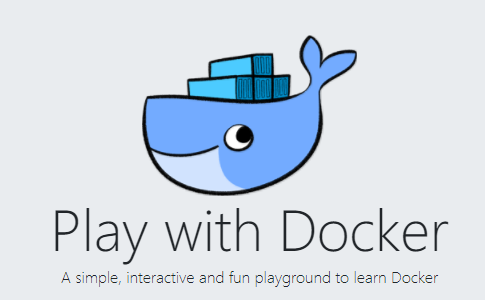 Play with Docker
A simple, interactive and fun playground to learn Docker